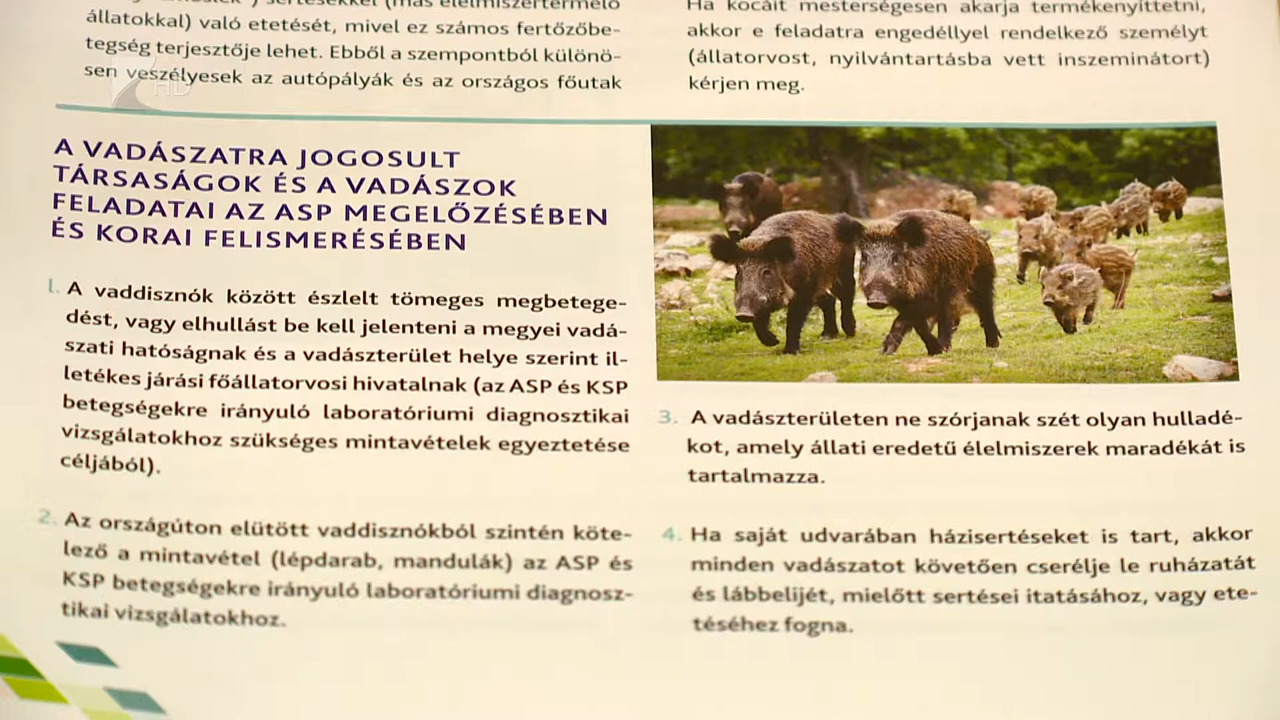 sertésekkel (más élelmiszertermelő
állatokkal) való etetését, mivel ez számos fertőzőbe-
tegség terjesztője lehet. Ebből a szempontból különö-
sen veszélyesek az autópályák és az országos főutak
Ha kocáit mesterségesen akarja termékenyíttetni,
akkor e feladatra engedéllyel rendelkező személyt
(állatorvost, nyilvántartásba vett inszeminátort)
kérjen meg.
7 HD
A VADÁSZATRA JOGOSULT
TÁRSASÁGOK ÉS A VADÁSZOK
FELADATAI AZ ASP MEGELŐZÉSÉBEN
ÉS KORAI FELISMERÉSÉBEN
1. A vaddisznók között észlelt tömeges megbetege-
dést, vagy elhullást be kell jelenteni a megyei vadá-
szati hatóságnak és a vadászterület helye szerint il-
letékes járási főállatorvosi hivatalnak (az ASP és KSP
betegségekre irányuló laboratóriumi diagnosztikai
vizsgálatokhoz szükséges mintavételek egyeztetése
céljából).
2. Az országúton elütött vaddisznókból szintén köte-
lező a mintavétel (lépdarab, mandulák) az ASP és
KSP betegségekre irányuló laboratóriumi diagnosz-
tikai vizsgálatokhoz.
3. A vadászterületen ne szórjanak szét olyan hulladé-
kot, amely állati eredetű élelmiszerek maradékát is
tartalmazza.
4. Ha saját udvarában házisertéseket is tart, akkor
minden vadászatot követően cserélje le ruházatát
és lábbelijét, mielőtt sertései itatásához, vagy ete-
téséhez fogna.